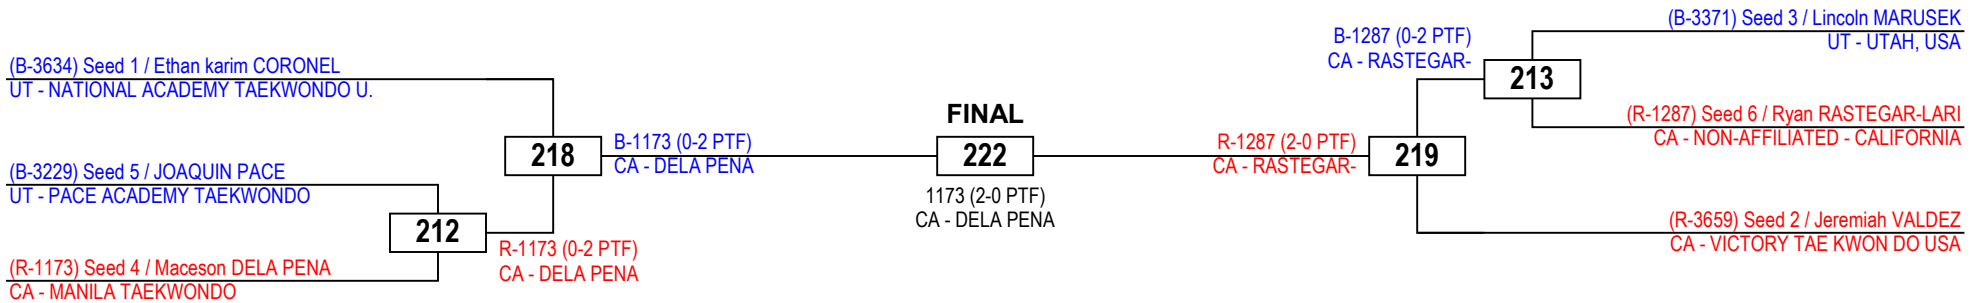 (B-3634) Seed 1 / Ethan karim CORONEL
UT - NATIONAL ACADEMY TAEKWONDO U.
(B-3229) Seed 5 / JOAQUIN PACE
UT - PACE ACADEMY TAEKWONDO
(R-1173) Seed 4 / Maceson DELA PENA
CA - MANILA TAEKWONDO
212
R-1173 (0-2 PTF)
CA - DELA PENA
218
B-1173 (0-2 PTF)
CA - DELA PENA
FINAL
222
1173 (2-0 PTF)
CA - DELA PENA
R-1287 (2-0 PTF)
CA - RASTEGAR-
219
B-1287 (0-2 PTF)
CA - RASTEGAR-
213
(B-3371) Seed 3 / Lincoln MARUSEK
UT - UTAH, USA
(R-1287) Seed 6 / Ryan RASTEGAR-LARI
CA - NON-AFFILIATED - CALIFORNIA
(R-3659) Seed 2 / Jeremiah VALDEZ
CA - VICTORY TAE KWON DO USA